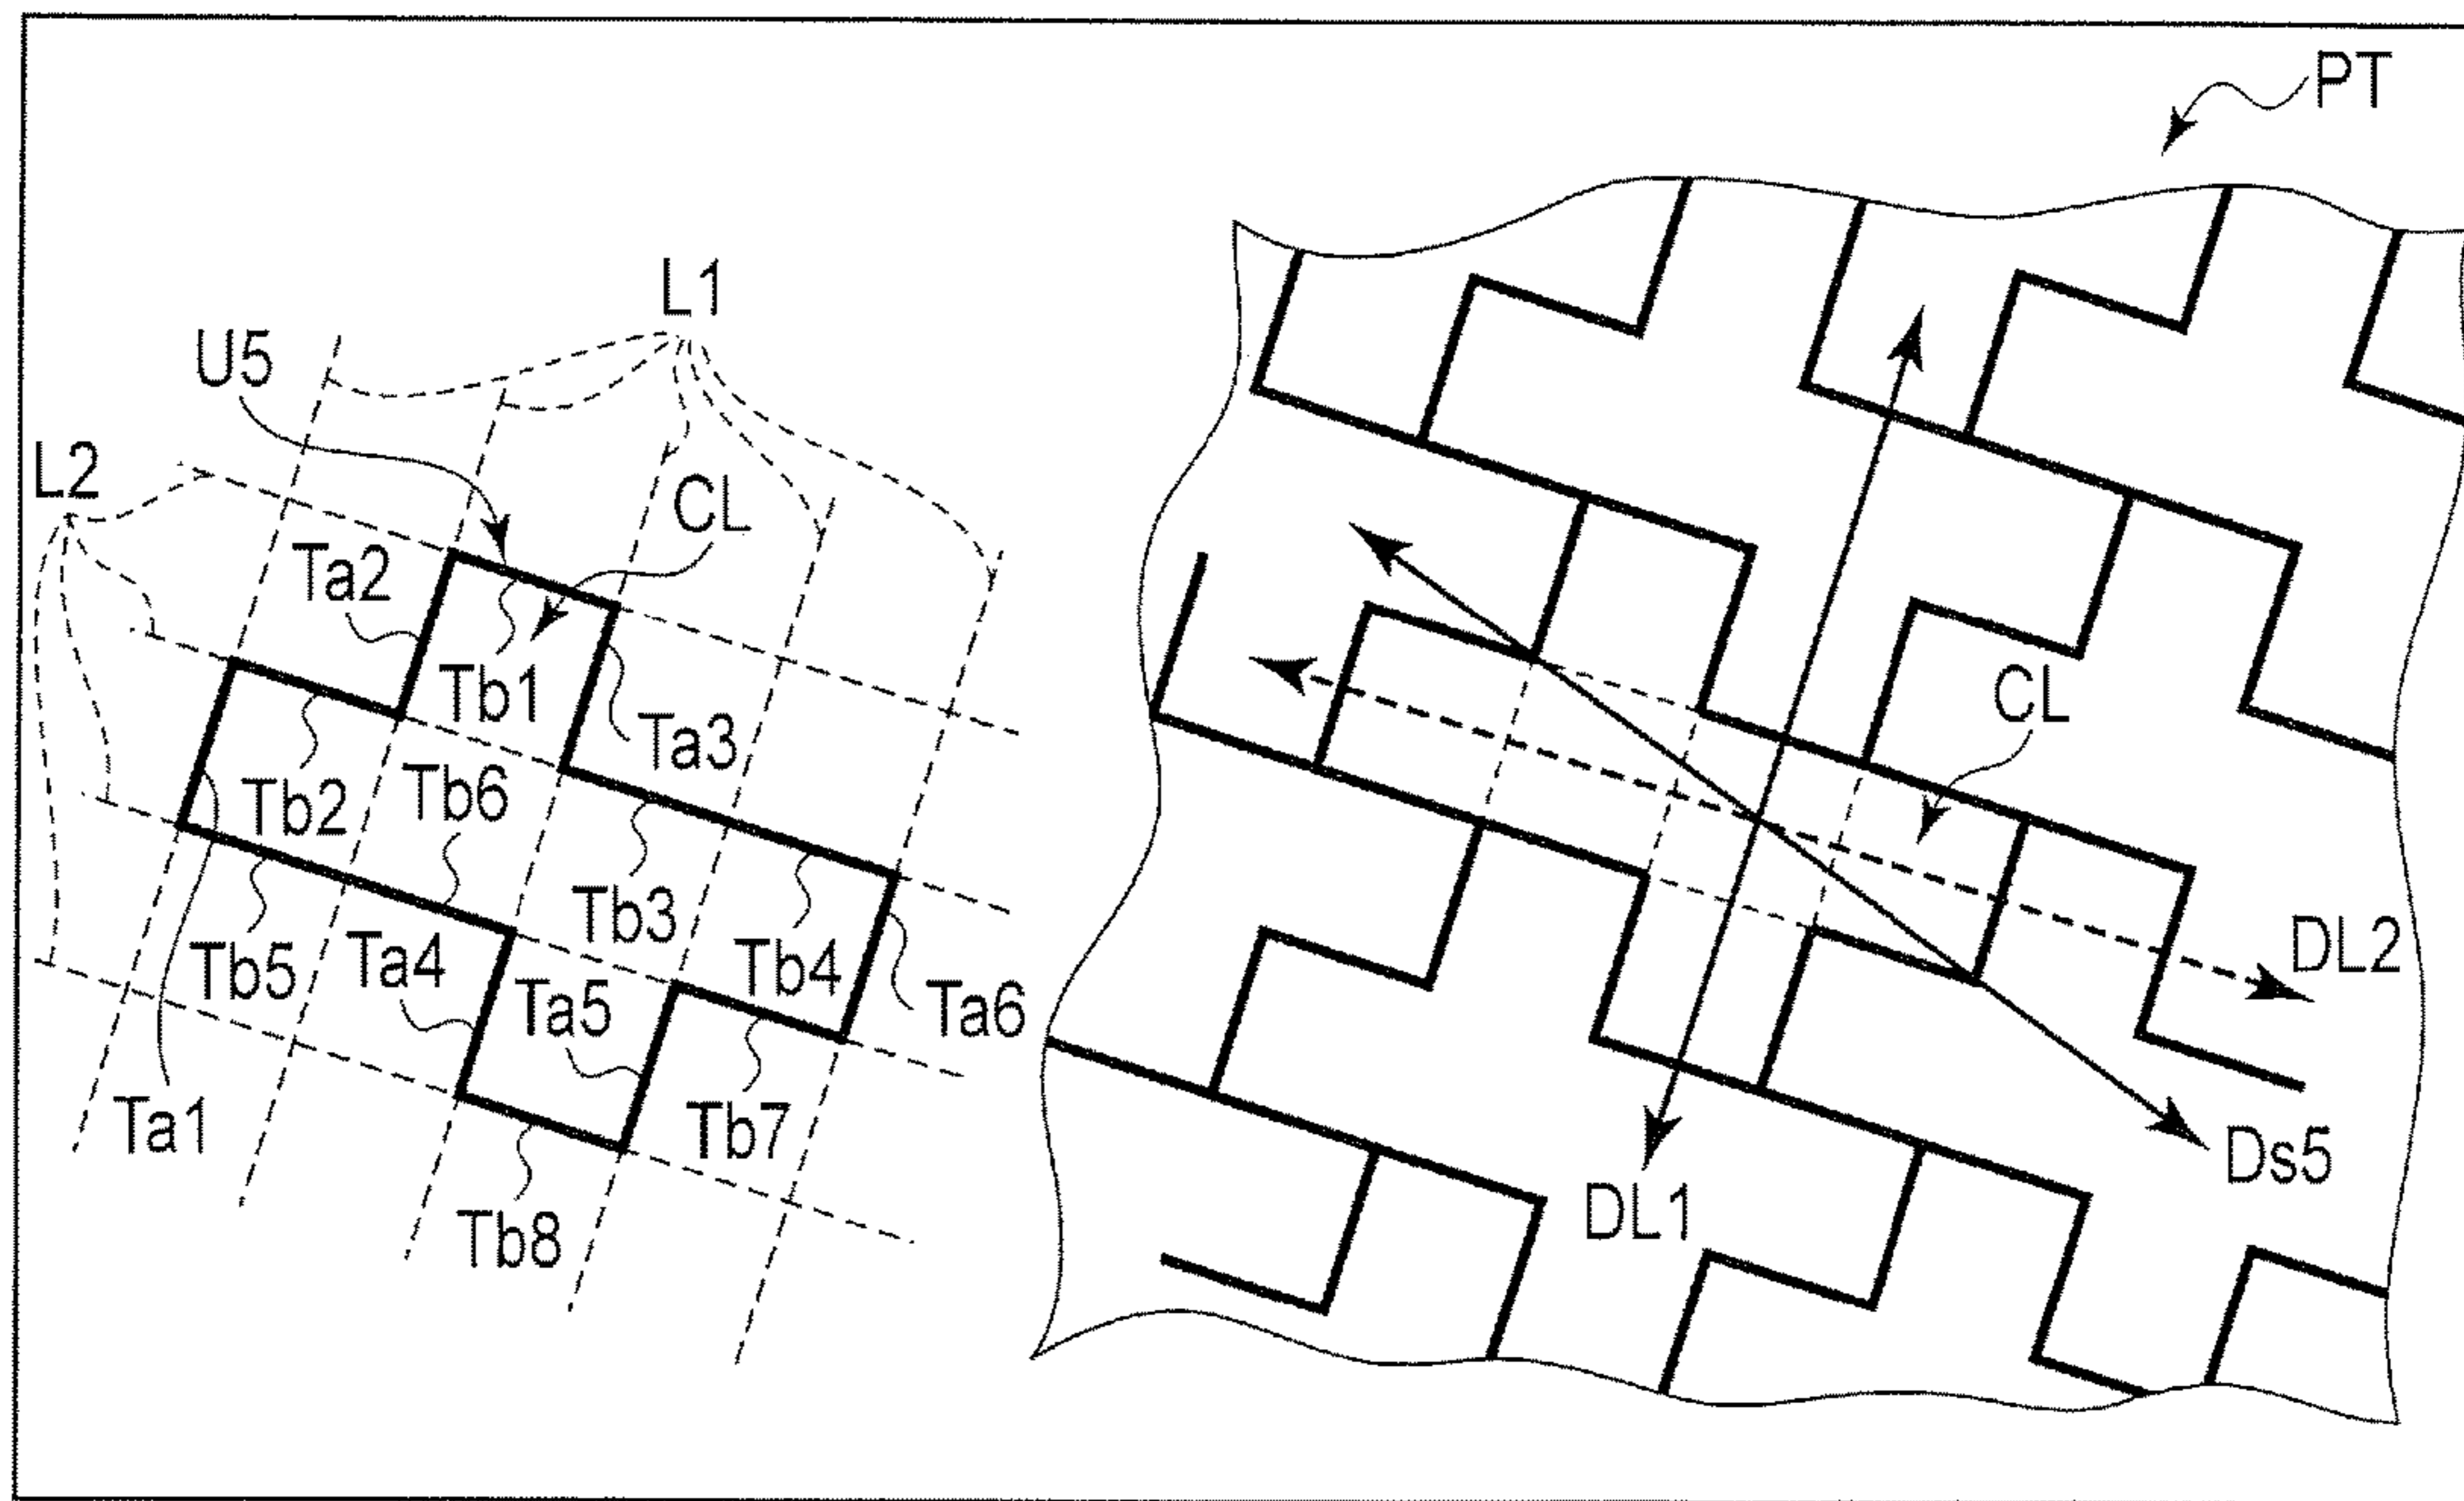 PT
L1
U5
L2
CL
Ta2
Tb1
Ta3
CL
Tb2
Tb6
Tb3
Tb4
DL2
Tb5
Ta4
Ta5
Ta6
Ta1
Tb7
Ds5
DL1
Tb8